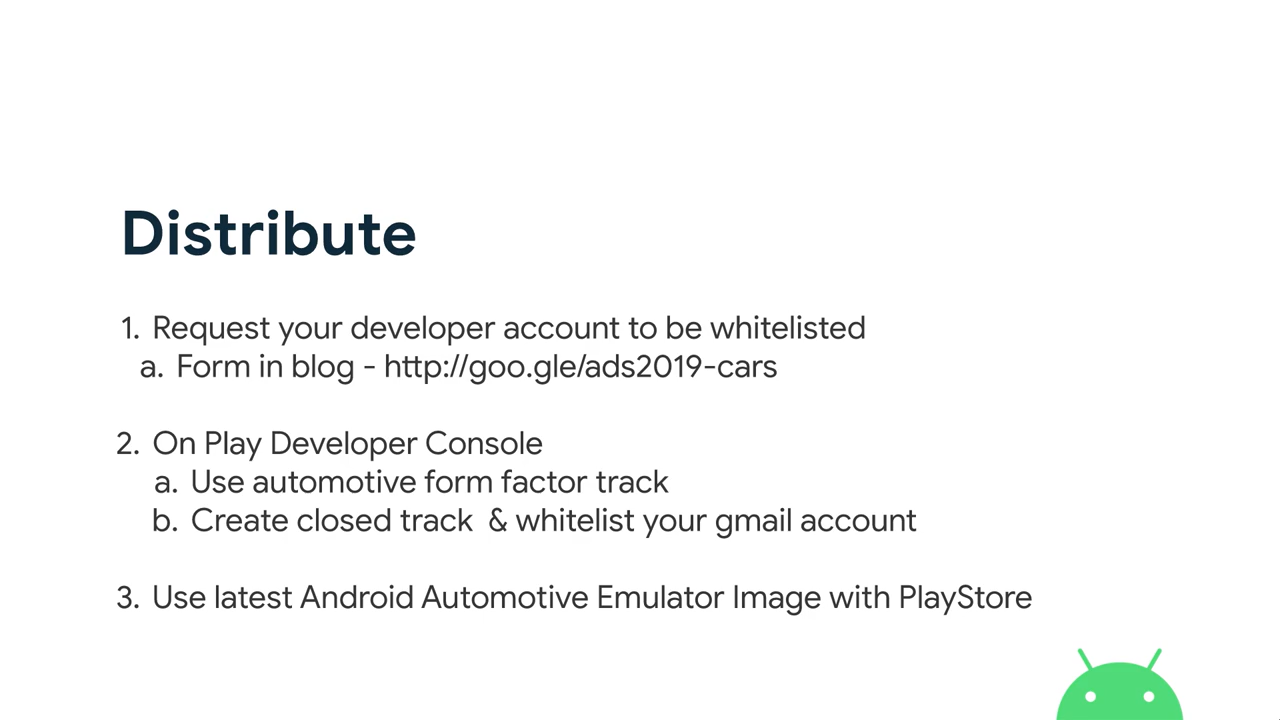 Distribute
1. Request your developer account to be whitelisted
a. Form in blog - http://goo.gle/ads2019-cars
2. On Play Developer Console
a. Use automotive form factor track
b. Create closed track & whitelist your gmail account
3. Use latest Android Automotive Emulator Image with PlayStore